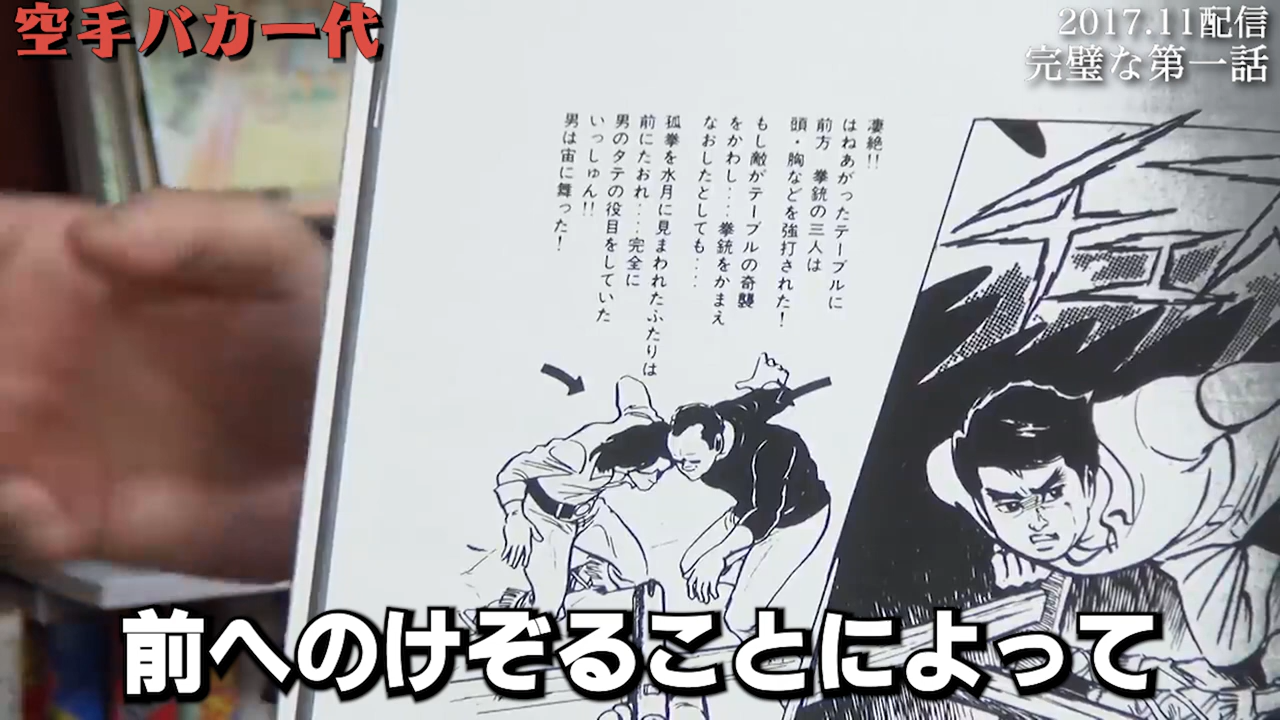 空手バカ一代
2017.11配信
完璧な第一話
凄絶!!
はねあがったテーブルに
前方 拳銃の三人は
頭・胸などを強打された!
もし敵がテーブルの奇襲
をかわし‥‥拳銃をかまえ
なおしたとしても‥‥
孤拳を水月に見まわれたふたりは
前にたおれ‥‥完全に
男のタテの役目をしていた
いっしゅん!!
男は宙に舞った!
チェ
前へのけぞることによって